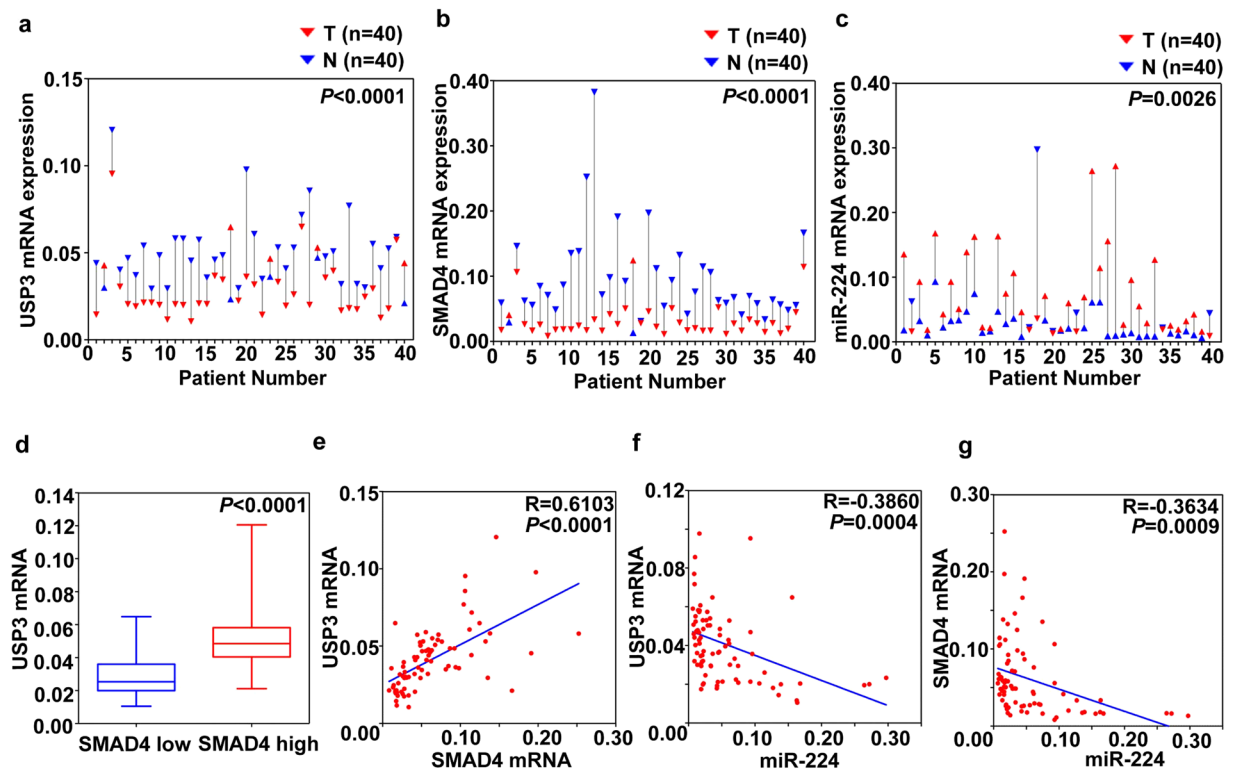 a
T (n=40)
N (n=40)
P<0.0001
USP3 mRNA expression
0.15
0.10
0.05
0.00
0 5 10 15 20 25 30 35 40
Patient Number
b
T (n=40)
N (n=40)
P<0.0001
SMAD4 mRNA expression
0.40
0.30
0.20
0.10
0.00
0 5 10 15 20 25 30 35 40
Patient Number
c
T (n=40)
N (n=40)
P=0.0026
miR-224 mRNA expression
0.40
0.30
0.20
0.10
0.00
0 5 10 15 20 25 30 35 40
Patient Number
d
P<0.0001
USP3 mRNA
0.14
0.12
0.10
0.08
0.06
0.04
0.02
0.00
SMAD4 low SMAD4 high
e
R=0.6103
P<0.0001
USP3 mRNA
0.15
0.10
0.05
0.00 0.10 0.20 0.30
SMAD4 mRNA
f
R=-0.3860
P=0.0004
USP3 mRNA
0.12
0.08
0.04
0.00 0.10 0.20 0.30
miR-224
g
R=-0.3634
P=0.0009
SMAD4 mRNA
0.30
0.20
0.10
0.00 0.10 0.20 0.30
miR-224